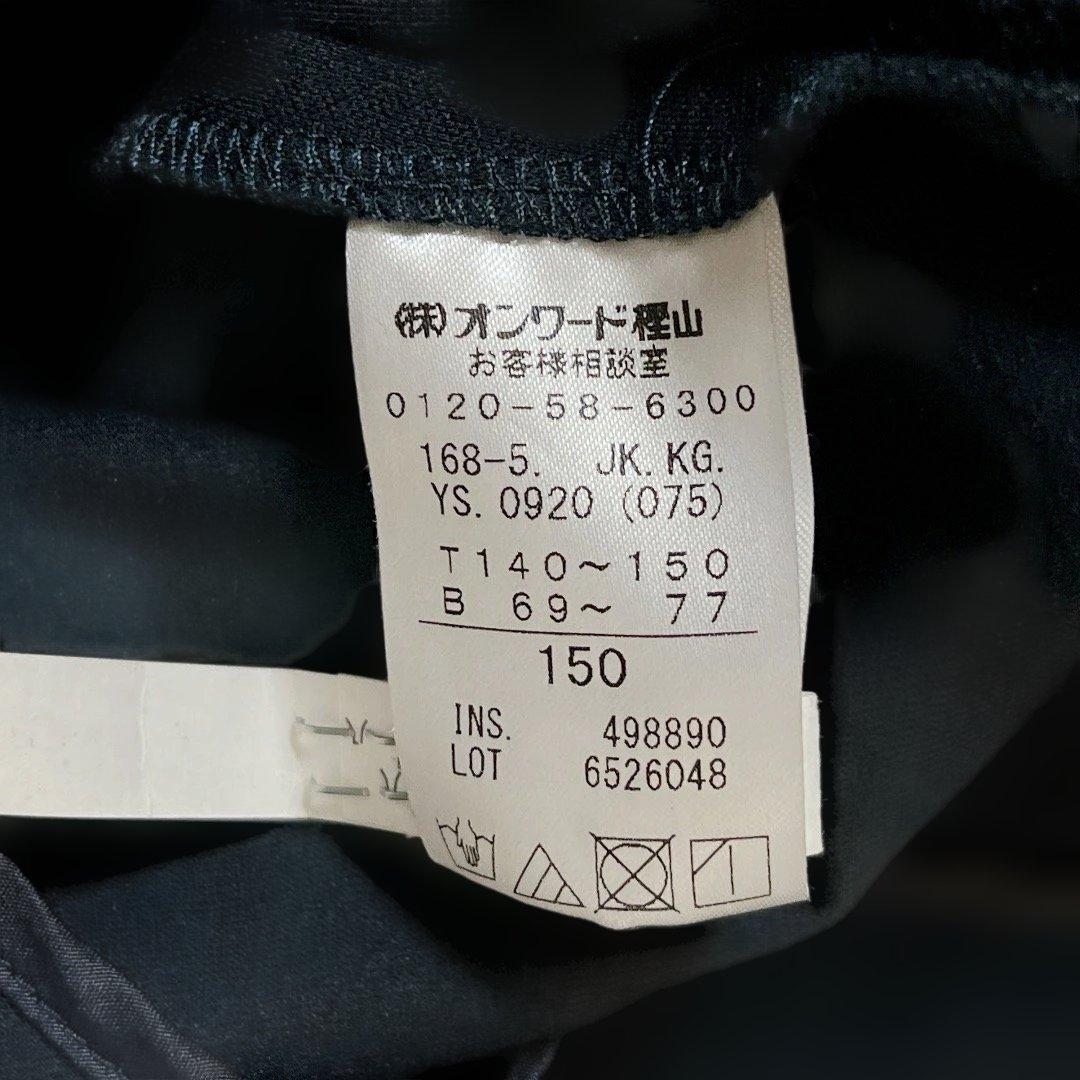 (株)オンワード樫山
お客様相談室
0120-58-6300
168-5. JK. KG.
YS. 0920 (075)
T140～150
B 69～ 77
150
INS. 498890
LOT 6526048